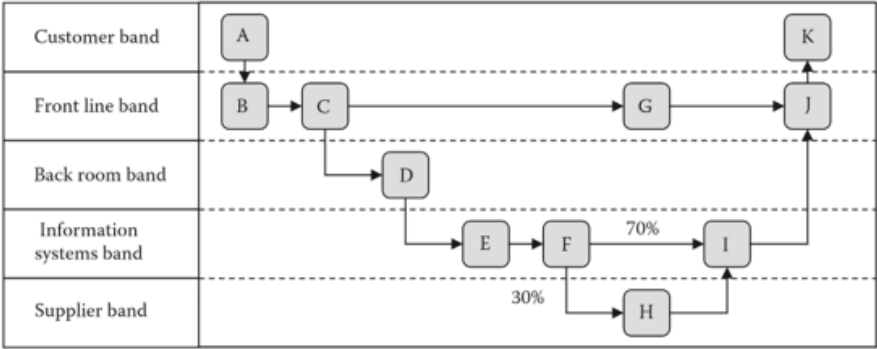 Customer band
A
K
Front line band
B
C
G
J
Back room band
D
Information
systems band
E
F
70%
I
Supplier band
30%
H